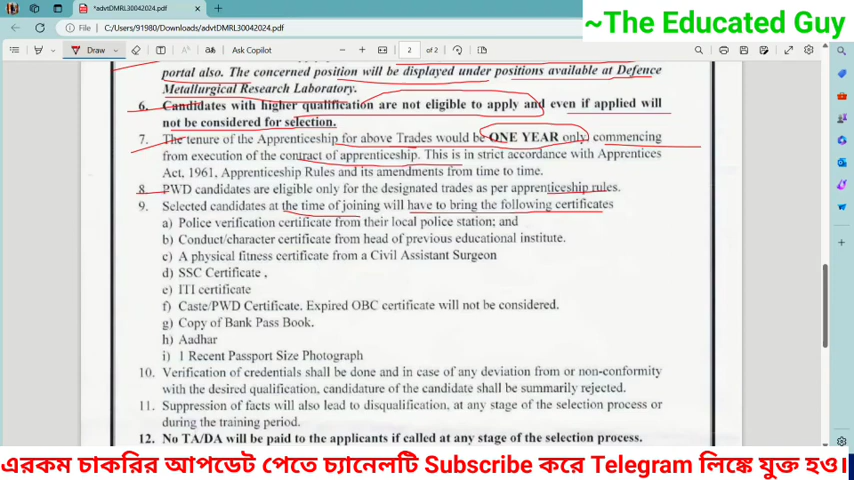 *advtDMRL30042024.pdf
~The Educated Guy
File C:/Users/91980/Downloads/advtDMRL30042024.pdf
Draw Ask Copilot 2 of 2
portal also. The concerned position will be displayed under positions available at Defence
Metallurgical Research Laboratory.
6. Candidates with higher qualification are not eligible to apply and even if applied will
not be considered for selection.
7. The tenure of the Apprenticeship for above Trades would be ONE YEAR only) commencing
from execution of the contract of apprenticeship. This is in strict accordance with Apprentices
Act, 1961, Apprenticeship Rules and its amendments from time to time.
8. PWD candidates are eligible only for the designated trades as per apprenticeship rules.
9. Selected candidates at the time of joining will have to bring the following certificates
a) Police verification certificate from their local police station; and
b) Conduct/character certificate from head of previous educational institute.
c) A physical fitness certificate from a Civil Assistant Surgeon
d) SSC Certificate .
e) ITI certificate
f) Caste/PWD Certificate. Expired OBC certificate will not be considered.
g) Copy of Bank Pass Book.
h) Aadhar
i) 1 Recent Passport Size Photograph
10. Verification of credentials shall be done and in case of any deviation from or non-conformity
with the desired qualification, candidature of the candidate shall be summarily rejected.
11. Suppression of facts will also lead to disqualification, at any stage of the selection process or
during the training period.
12. No TA/DA will be paid to the applicants if called at any stage of the selection process.
এরকম চাকরির আপডেট পেতে চ্যানেলটি Subscribe করে Telegram লিঙ্কে যুক্ত হও।